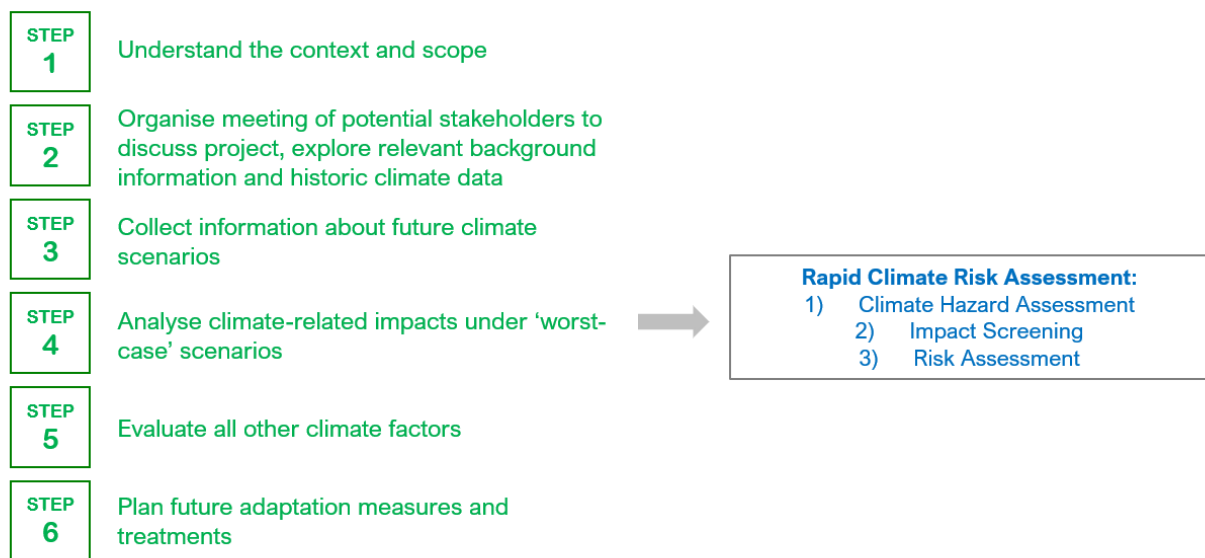 STEP
1
Understand the context and scope
STEP
2
Organise meeting of potential stakeholders to
discuss project, explore relevant background
information and historic climate data
STEP
3
Collect information about future climate
scenarios
STEP
4
Analyse climate-related impacts under ‘worst-
case’ scenarios
Rapid Climate Risk Assessment:
1) Climate Hazard Assessment
2) Impact Screening
3) Risk Assessment
STEP
5
Evaluate all other climate factors
STEP
6
Plan future adaptation measures and
treatments